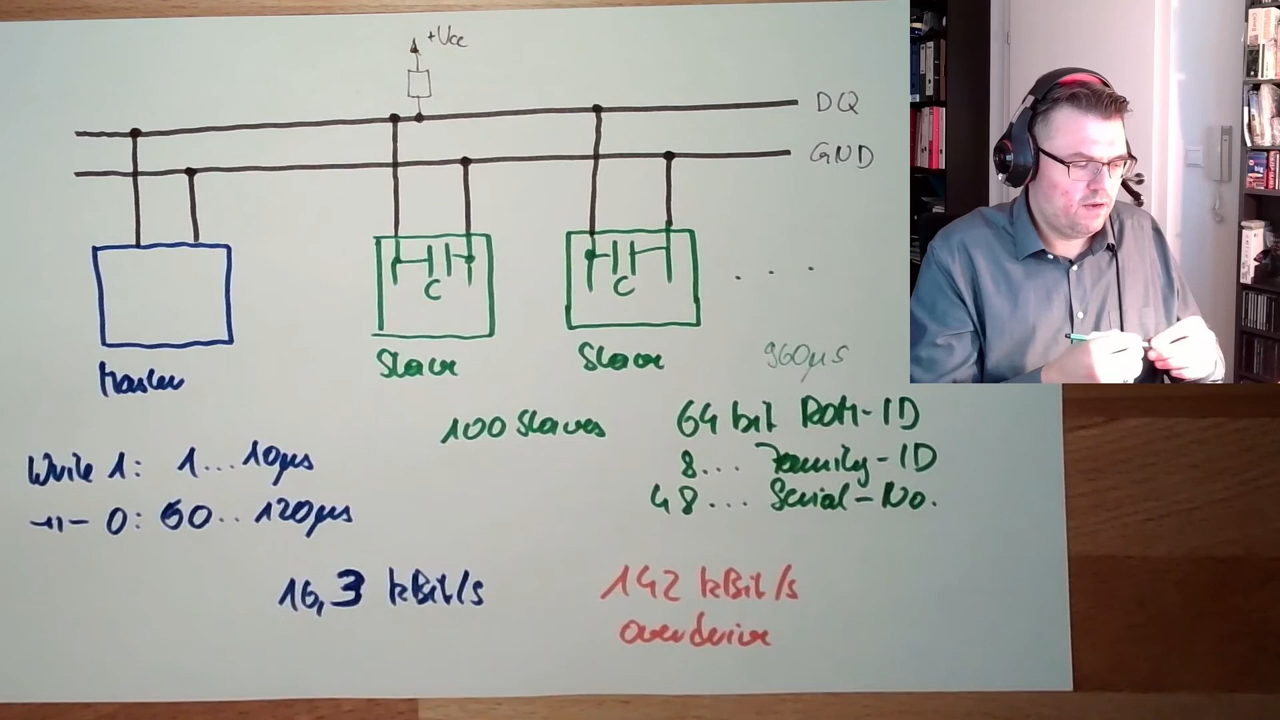 +Vcc
DQ
GND
C
C
Master
Slave
Slave
960µs
100 Slaves
64 bit ROM-ID
8... Family-ID
48... Serial-No.
Write 1: 1...10µs
-"- 0: 60..120µs
16,3 kBit/s
142 kBit/s
overdrive